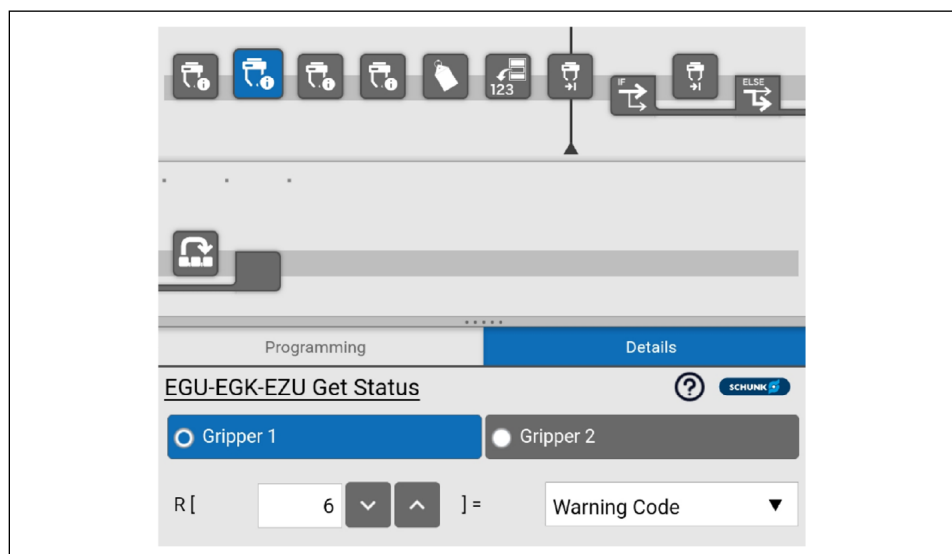 123
IF
ELSE
Programming
Details
EGU-EGK-EZU Get Status
?
SCHUNK
Gripper 1
Gripper 2
R [ 6 ] = Warning Code